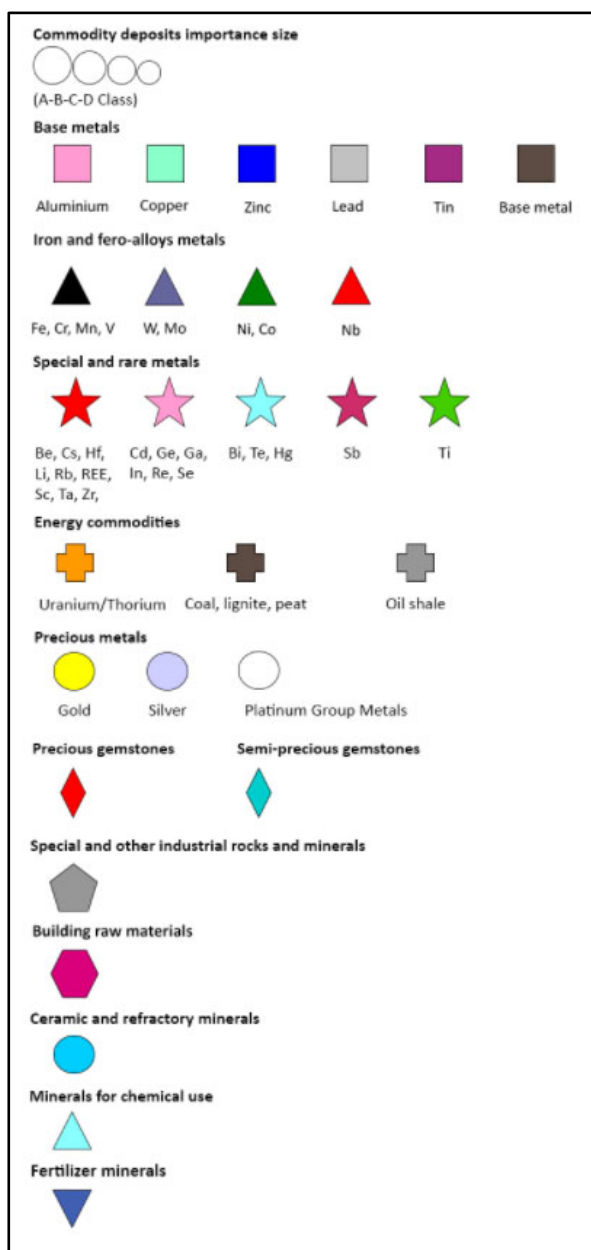 Commodity deposits importance size
(A-B-C-D Class)
Base metals
Aluminium Copper Zinc Lead Tin Base metal
Iron and fero-alloys metals
Fe, Cr, Mn, V W, Mo Ni, Co Nb
Special and rare metals
Be, Cs, Hf, Cd, Ge, Ga, Bi, Te, Hg Sb Ti
Li, Rb, REE, In, Re, Se
Sc, Ta, Zr,
Energy commodities
Uranium/Thorium Coal, lignite, peat Oil shale
Precious metals
Gold Silver Platinum Group Metals
Precious gemstones Semi-precious gemstones
Special and other industrial rocks and minerals
Building raw materials
Ceramic and refractory minerals
Minerals for chemical use
Fertilizer minerals